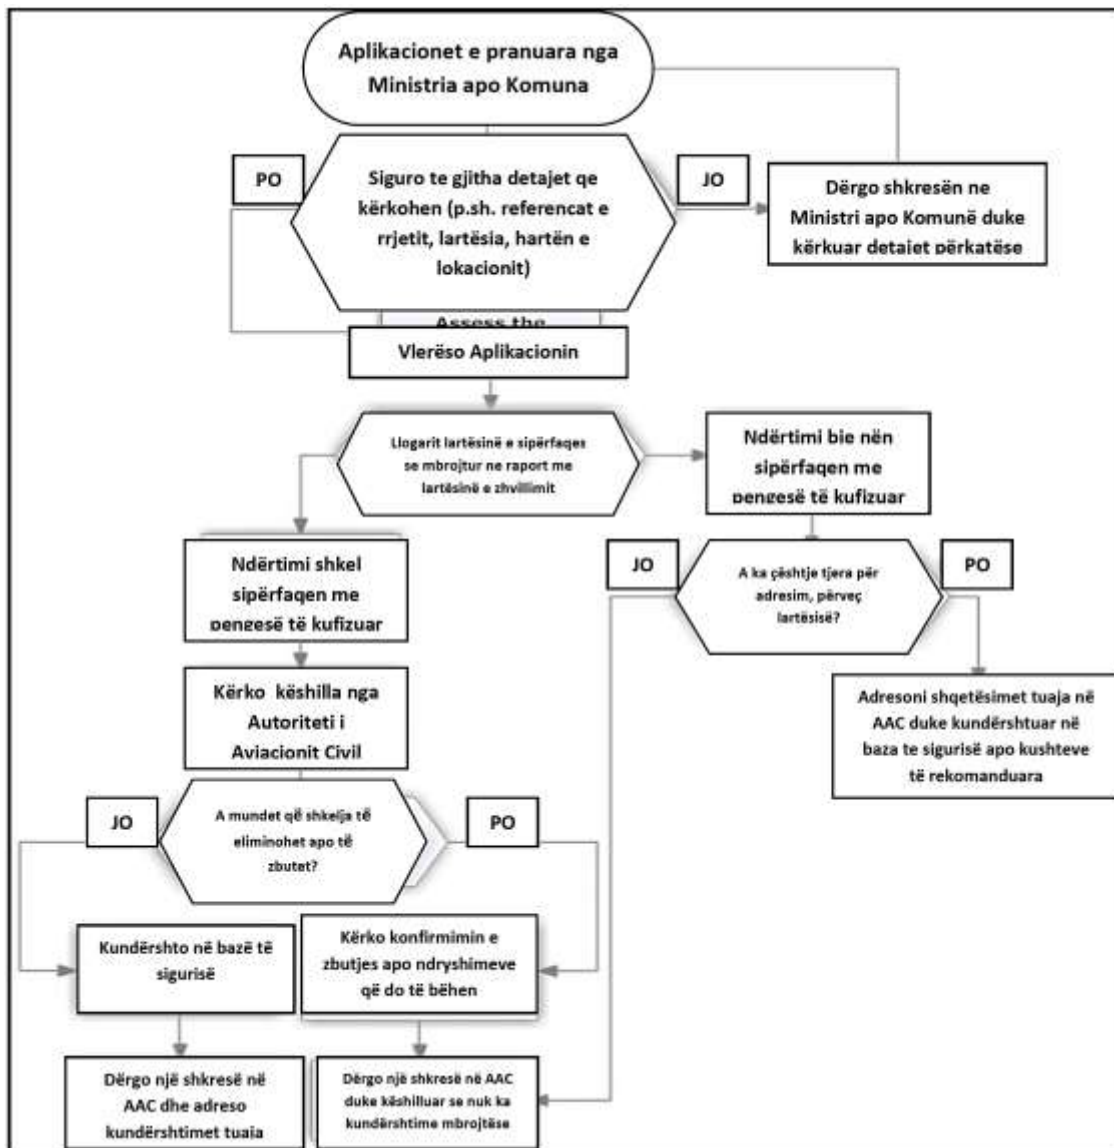 Aplikacionet e pranuara nga
Ministria apo Komuna
PO
Siguro te gjitha detajet qe
kërkohen (p.sh. referencat e
rrjetit, lartësia, hartën e
lokacionit)
JO
Dërgo shkresën ne
Ministri apo Komunë duke
kërkuar detajet përkatëse
Assess the
Vlerëso Aplikacionin
Llogarit lartësinë e sipërfaqes
se mbrojtur ne raport me
lartësinë e zhvillimit
Ndërtimi bie nën
sipërfaqen me
pengesë të kufizuar
Ndërtimi shkel
sipërfaqen me
pengesë të kufizuar
JO
A ka çështje tjera për
adresim, përveç
lartësisë?
PO
Kërko këshilla nga
Autoriteti i
Aviacionit Civil
Adresoni shqetësimet tuaja në
AAC duke kundërshtuar në
baza te sigurisë apo kushteve
të rekomanduara
JO
A mundet që shkelja të
eliminohet apo të
zbutet?
PO
Kundërshto në bazë të
sigurisë
Kërko konfirmimin e
zbutjes apo ndryshimeve
që do të bëhen
Dërgo një shkresë në
AAC dhe adreso
kundërshtimet tuaja
Dërgo një shkresë në AAC
duke këshilluar se nuk ka
kundërshtime mbrojtëse